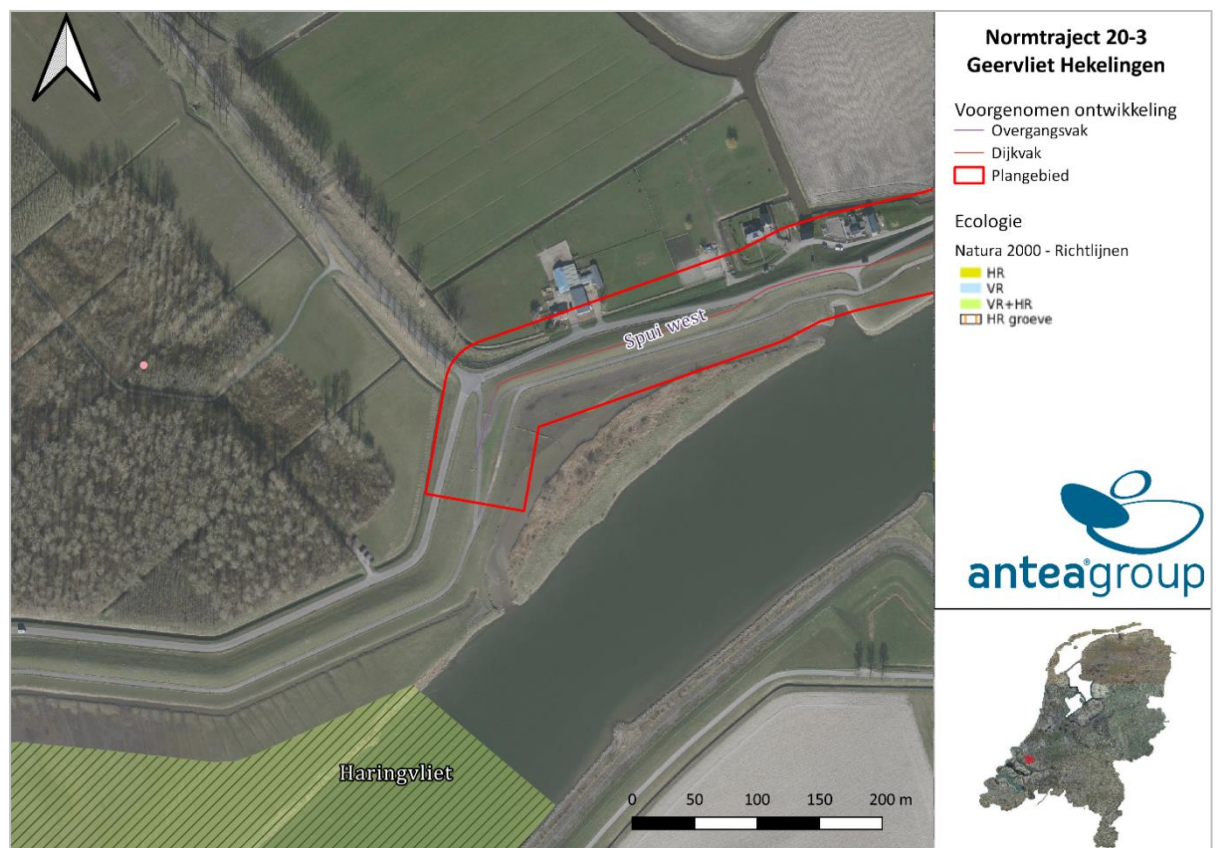 Normtraject 20-3
Geervliet Hekelingen
Voorgenomen ontwikkeling
Overgangsvak
Dijkvak
Plangebied
Ecologie
Natura 2000 - Richtlijnen
HR
VR
VR+HR
HR groeve
Spui west
Haringvliet
0 50 100 150 200 m
anteagroup